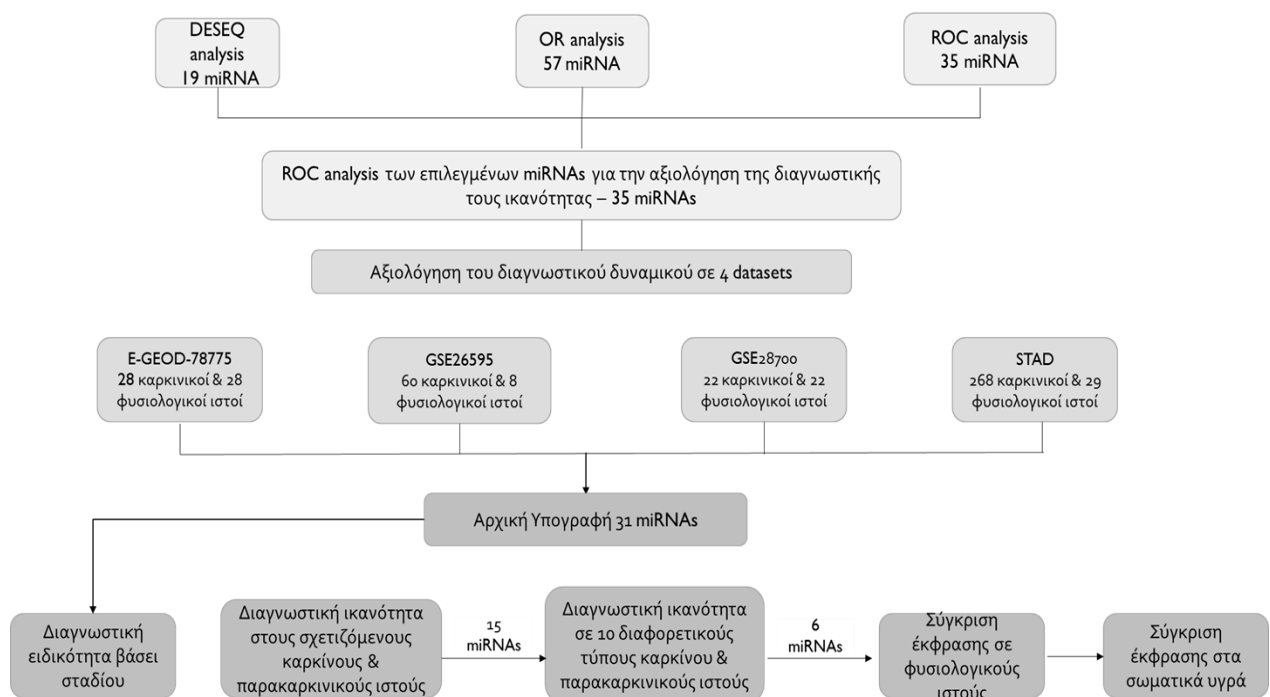 DESEQ
analysis
19 miRNA
OR analysis
57 miRNA
ROC analysis
35 miRNA
ROC analysis των επιλεγμένων miRNAs για την αξιολόγηση της διαγνωστικής
τους ικανότητας – 35 miRNAs
Αξιολόγηση του διαγνωστικού δυναμικού σε 4 datasets
E-GEOD-78775
28 καρκινικοί & 28
φυσιολογικοί ιστοί
GSE26595
60 καρκινικοί & 8
φυσιολογικοί ιστοί
GSE28700
22 καρκινικοί & 22
φυσιολογικοί ιστοί
STAD
268 καρκινικοί & 29
φυσιολογικοί ιστοί
Αρχική Υπογραφή 31 miRNAs
Διαγνωστική
ειδικότητα βάσει
σταδίου
Διαγνωστική ικανότητα
στους σχετιζόμενους
καρκίνους &
παρακαρκινικούς ιστούς
15
miRNAs
Διαγνωστική ικανότητα
σε 10 διαφορετικούς
τύπους καρκίνου &
παρακαρκινικούς ιστούς
6
miRNAs
Σύγκριση
έκφρασης σε
φυσιολογικούς
ιστούς
Σύγκριση
έκφρασης στα
σωματικά υγρά